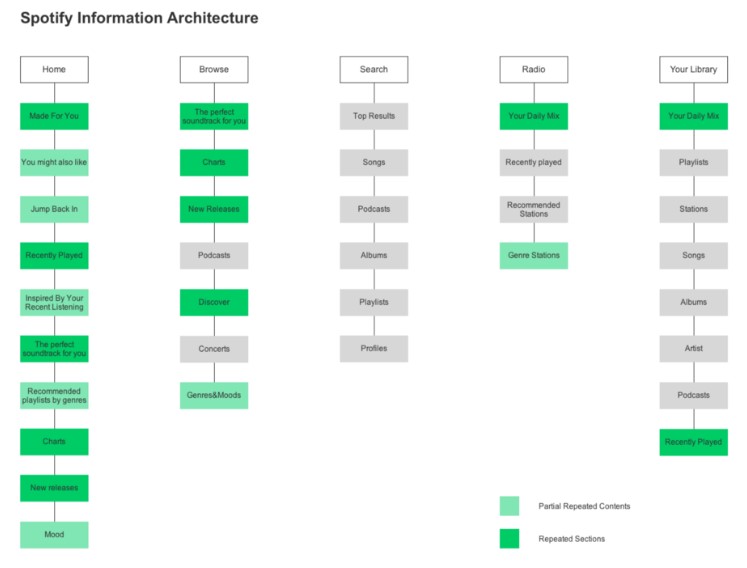 Spotify Information Architecture
Home
Made For You
You might also like
Jump Back In
Recently Played
Inspired By Your
Recent Listening
The perfect
soundtrack for you
Recommended
playlists by genres
Charts
New releases
Mood
Browse
The perfect
soundtrack for you
Charts
New Releases
Podcasts
Discover
Concerts
Genres&Moods
Search
Top Results
Songs
Podcasts
Albums
Playlists
Profiles
Radio
Your Daily Mix
Recently played
Recommended
Stations
Genre Stations
Your Library
Your Daily Mix
Playlists
Stations
Songs
Albums
Artist
Podcasts
Recently Played
Partial Repeated Contents
Repeated Sections